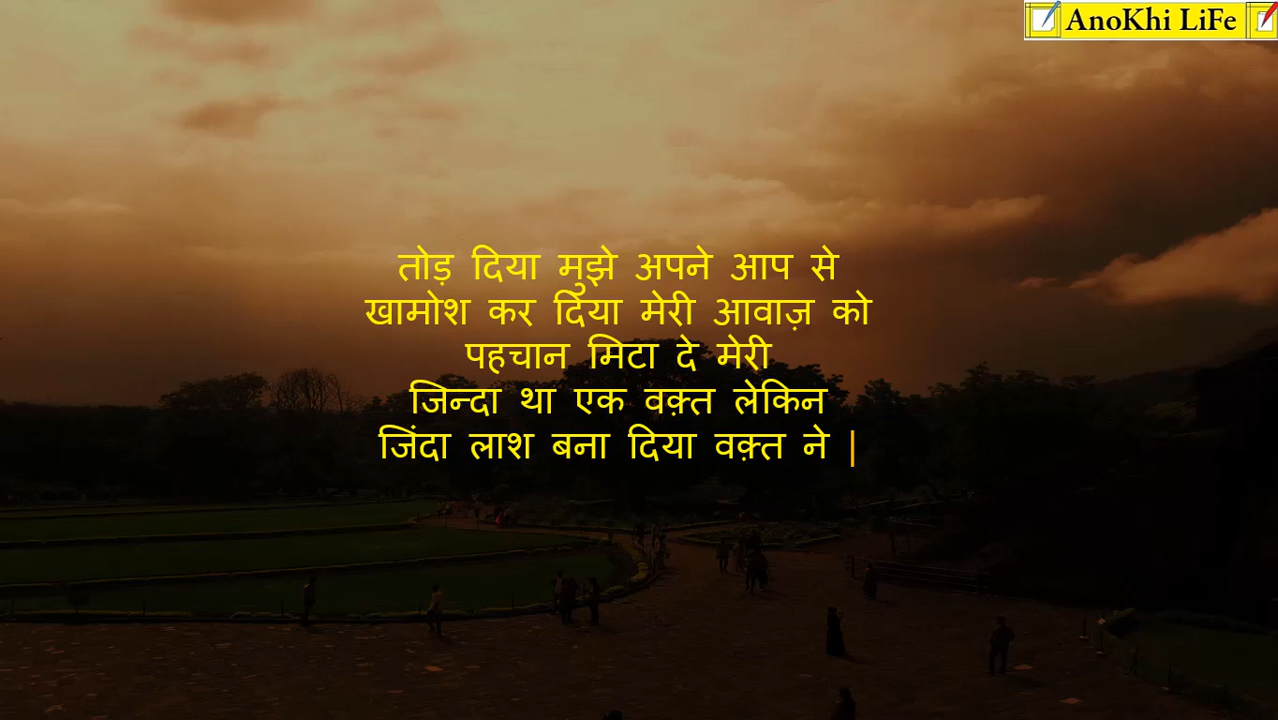 AnoKhi LiFe
तोड़ दिया मुझे अपने आप से
खामोश कर दिया मेरी आवाज़ को
पहचान मिटा दे मेरी
जिन्दा था एक वक़्त लेकिन
जिंदा लाश बना दिया वक़्त ने |